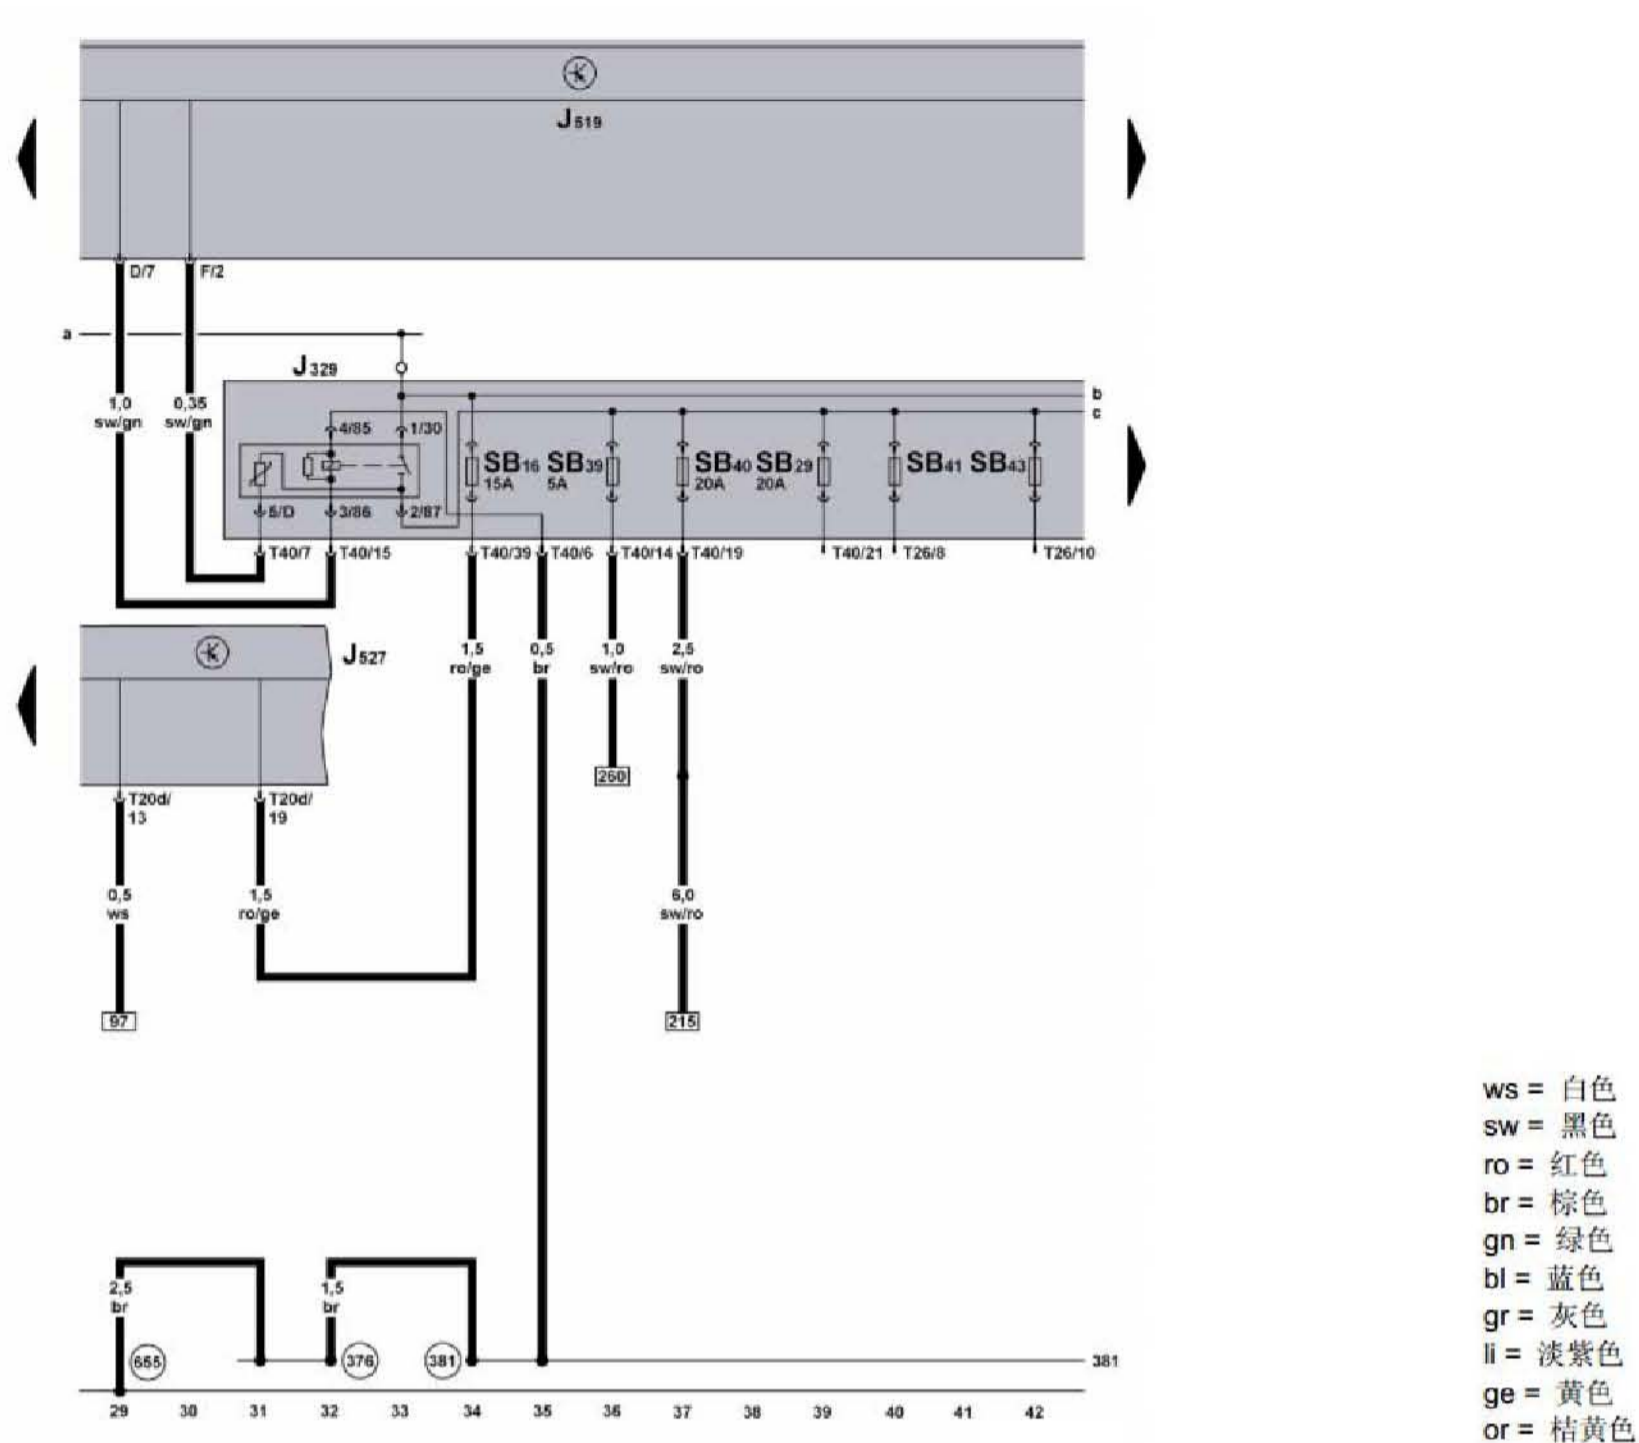 J519
D/7 F/2
a
J329
b
1,0 0,35
c
sw/gn sw/gn
4/85 1/30
SB16 SB39 SB40 SB29 SB41 SB43
15A 5A 20A 20A
5/D 3/86 2/87
T40/7 T40/15 T40/39 T40/6 T40/14 T40/19 T40/21 T26/8 T26/10
J527
1,5 0,5 1,0 2,5
ro/ge br sw/ro sw/ro
260
T20d/ T20d/
13 19
0,5 1,5 6,0
ws ro/ge sw/ro
97 215
ws = 白色
sw = 黑色
ro = 红色
br = 棕色
gn = 绿色
bl = 蓝色
gr = 灰色
li = 淡紫色
ge = 黄色
or = 桔黄色
2,5 1,5
br br
655 376 381 381
29 30 31 32 33 34 35 36 37 38 39 40 41 42